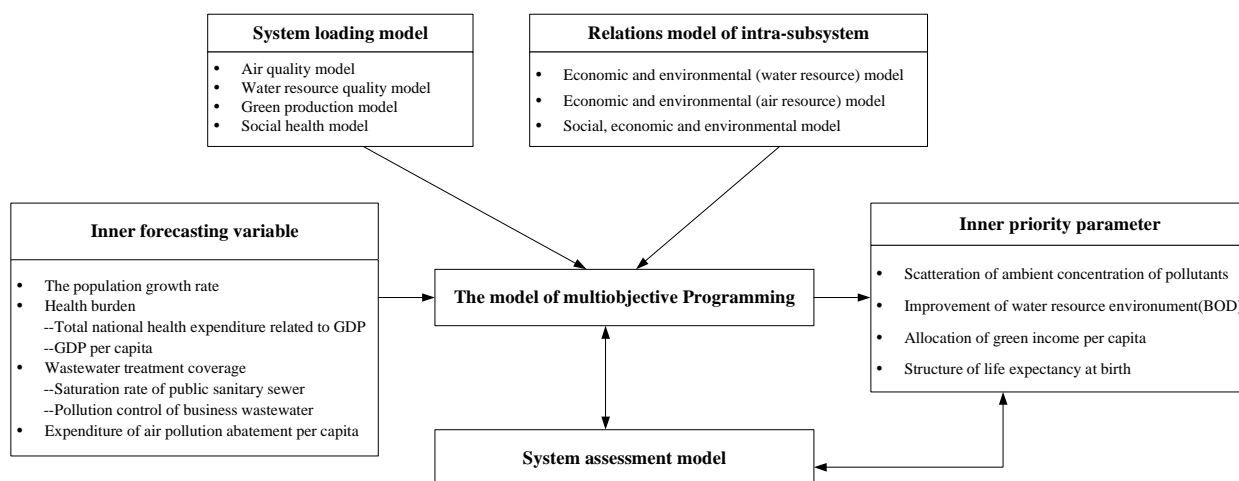 System loading model
• Air quality model
• Water resource quality model
• Green production model
• Social health model
Relations model of intra-subsystem
• Economic and environmental (water resource) model
• Economic and environmental (air resource) model
• Social, economic and environmental model
Inner forecasting variable
• The population growth rate
• Health burden
--Total national health expenditure related to GDP
--GDP per capita
• Wastewater treatment coverage
--Saturation rate of public sanitary sewer
--Pollution control of business wastewater
• Expenditure of air pollution abatement per capita
The model of multiobjective Programming
Inner priority parameter
• Scatteration of ambient concentration of pollutants
• Improvement of water resource environument(BOD)
• Allocation of green income per capita
• Structure of life expectancy at birth
System assessment model